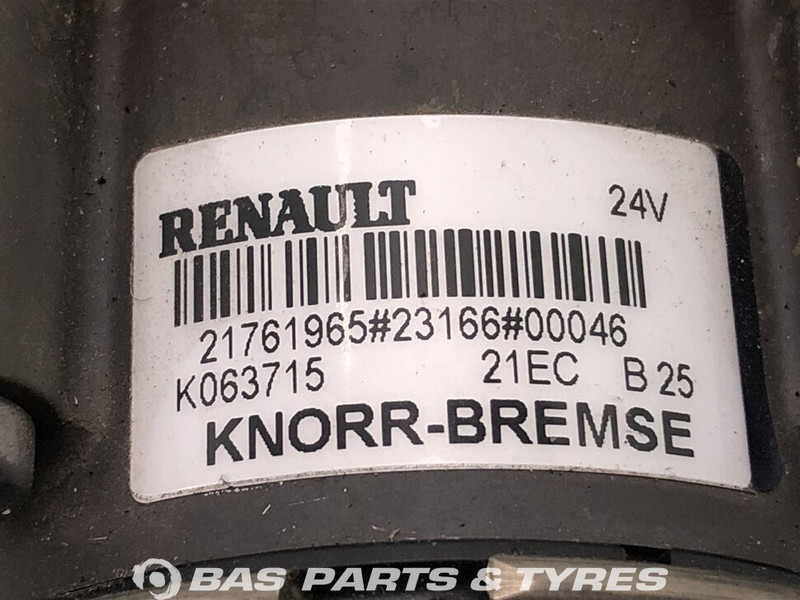 RENAULT 24V
21761965#23166#00046
K063715 21EC B 25
KNORR-BREMSE
BAS PARTS & TYRES